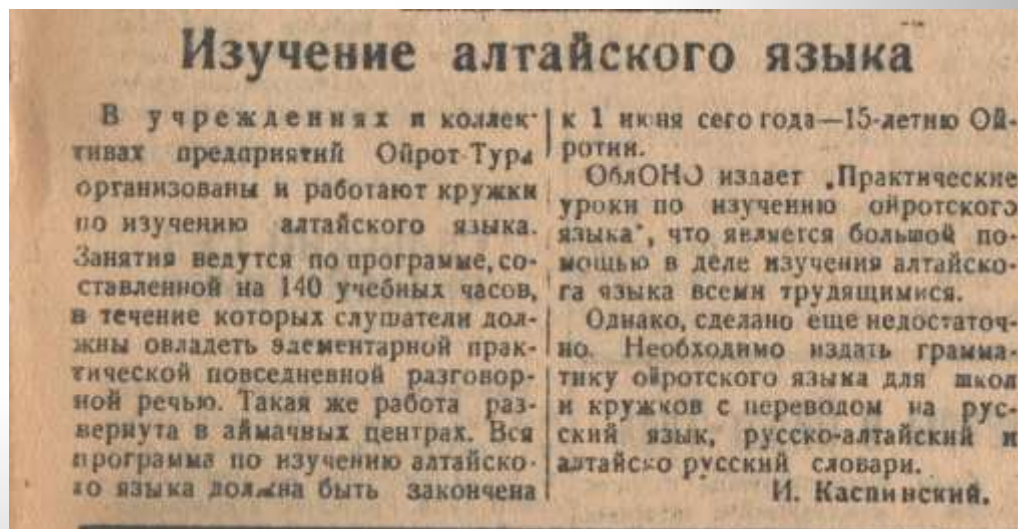 Изучение алтайского языка
В учреждениях и коллек-
тивах предприятий Ойрот-Тура
организованы и работают кружки
по изучению алтайского языка.
Занятия ведутся по программе, со-
ставленной на 140 учебных часов,
в течение которых слушатели дол-
жны овладеть элементарной прак-
тической повседневной разговор-
ной речью. Такая же работа раз-
вернута в аймачных центрах. Вся
программа по изучению алтайско-
го языка должна быть закончена
к 1 июня сего года—15-летию Ой-
ротии.
ОблОНО издает „Практические
уроки по изучению ойротского
языка“, что является большой по-
мощью в деле изучения алтайско-
га языка всеми трудящимися.
Однако, сделано еще недостаточ-
но. Необходимо издать грамма-
тику ойротского языка для школ
и кружков с переводом на рус-
ский язык, русско-алтайский и
алтайско русский словари.
И. Каспинский.